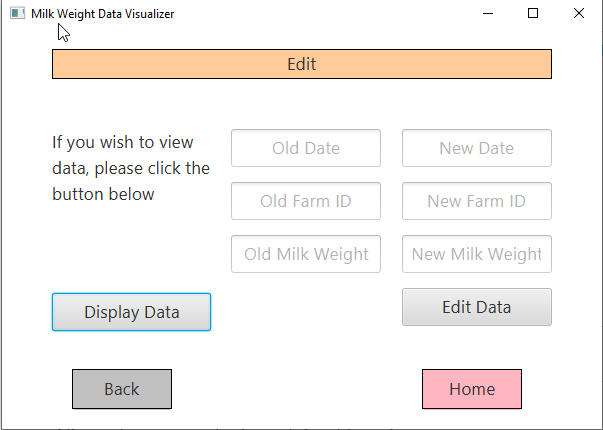 Milk Weight Data Visualizer
Edit
If you wish to view
data, please click the
button below
Old Date
New Date
Old Farm ID
New Farm ID
Old Milk Weight
New Milk Weight
Display Data
Edit Data
Back
Home